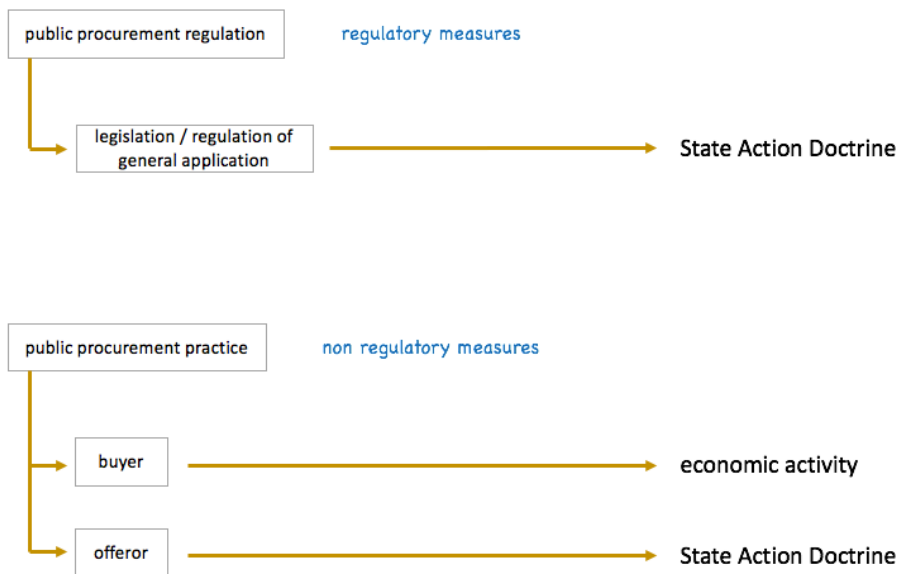 public procurement regulation
regulatory measures
legislation / regulation of
general application
State Action Doctrine
public procurement practice
non regulatory measures
buyer
economic activity
offeror
State Action Doctrine